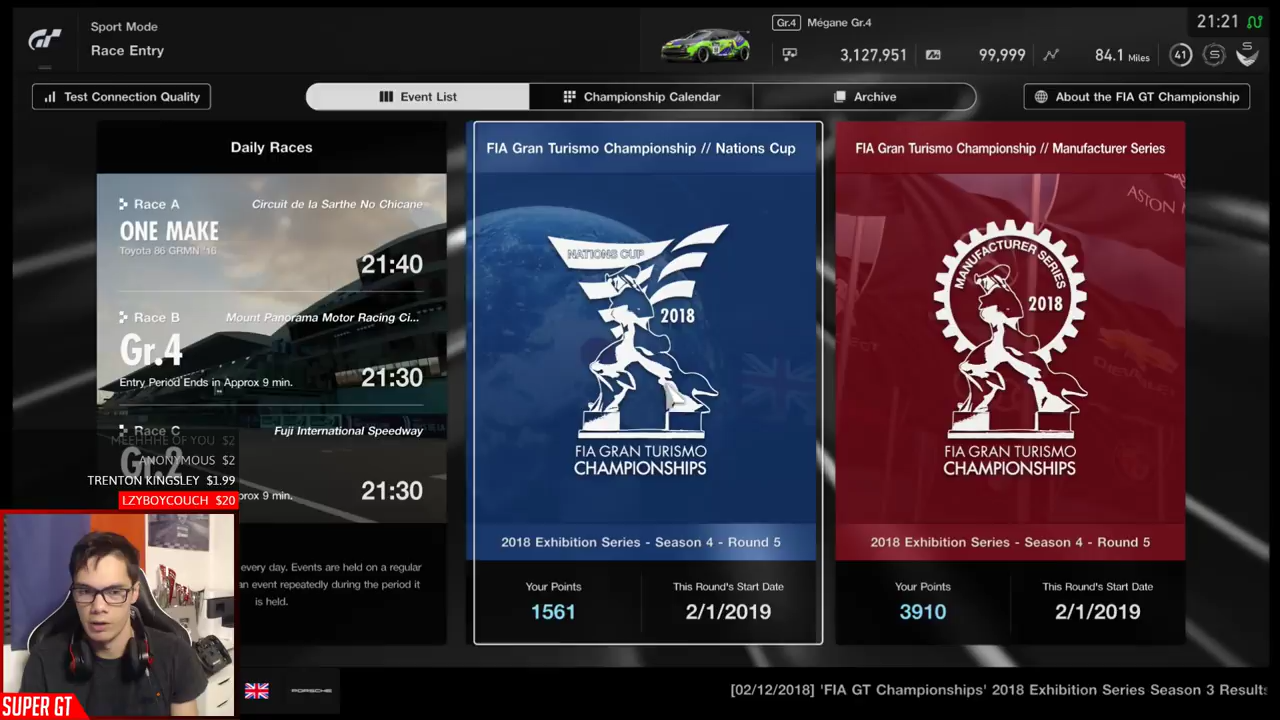 Sport Mode
Race Entry
Gr.4 Mégane Gr.4
3,127,951 99,999 84.1 Miles 41 S S
21:21
Test Connection Quality
Event List
Championship Calendar
Archive
About the FIA GT Championship
Daily Races
Race A Circuit de la Sarthe No Chicane
ONE MAKE
Toyota 86 GRMN '16
21:40
Race B Mount Panorama Motor Racing Ci...
Gr.4
Entry Period Ends in Approx 9 min. 21:30
Race C Fuji International Speedway
Gr.2
prox 9 min. 21:30
MEEHHHE OF YOU $2
ANONYMOUS $2
TRENTON KINGSLEY $1.99
LZYBOYCOUCH $20
every day. Events are held on a regular
an event repeatedly during the period it
is held.
FIA Gran Turismo Championship // Nations Cup
NATIONS CUP
2018
FIA GRAN TURISMO
CHAMPIONSHIPS
2018 Exhibition Series - Season 4 - Round 5
Your Points This Round's Start Date
1561 2/1/2019
FIA Gran Turismo Championship // Manufacturer Series
ASTON
MANUFACTURER SERIES
2018
FIA GRAN TURISMO
CHAMPIONSHIPS
2018 Exhibition Series - Season 4 - Round 5
Your Points This Round's Start Date
3910 2/1/2019
SUPER GT
PORSCHE
[02/12/2018] 'FIA GT Championships' 2018 Exhibition Series Season 3 Results